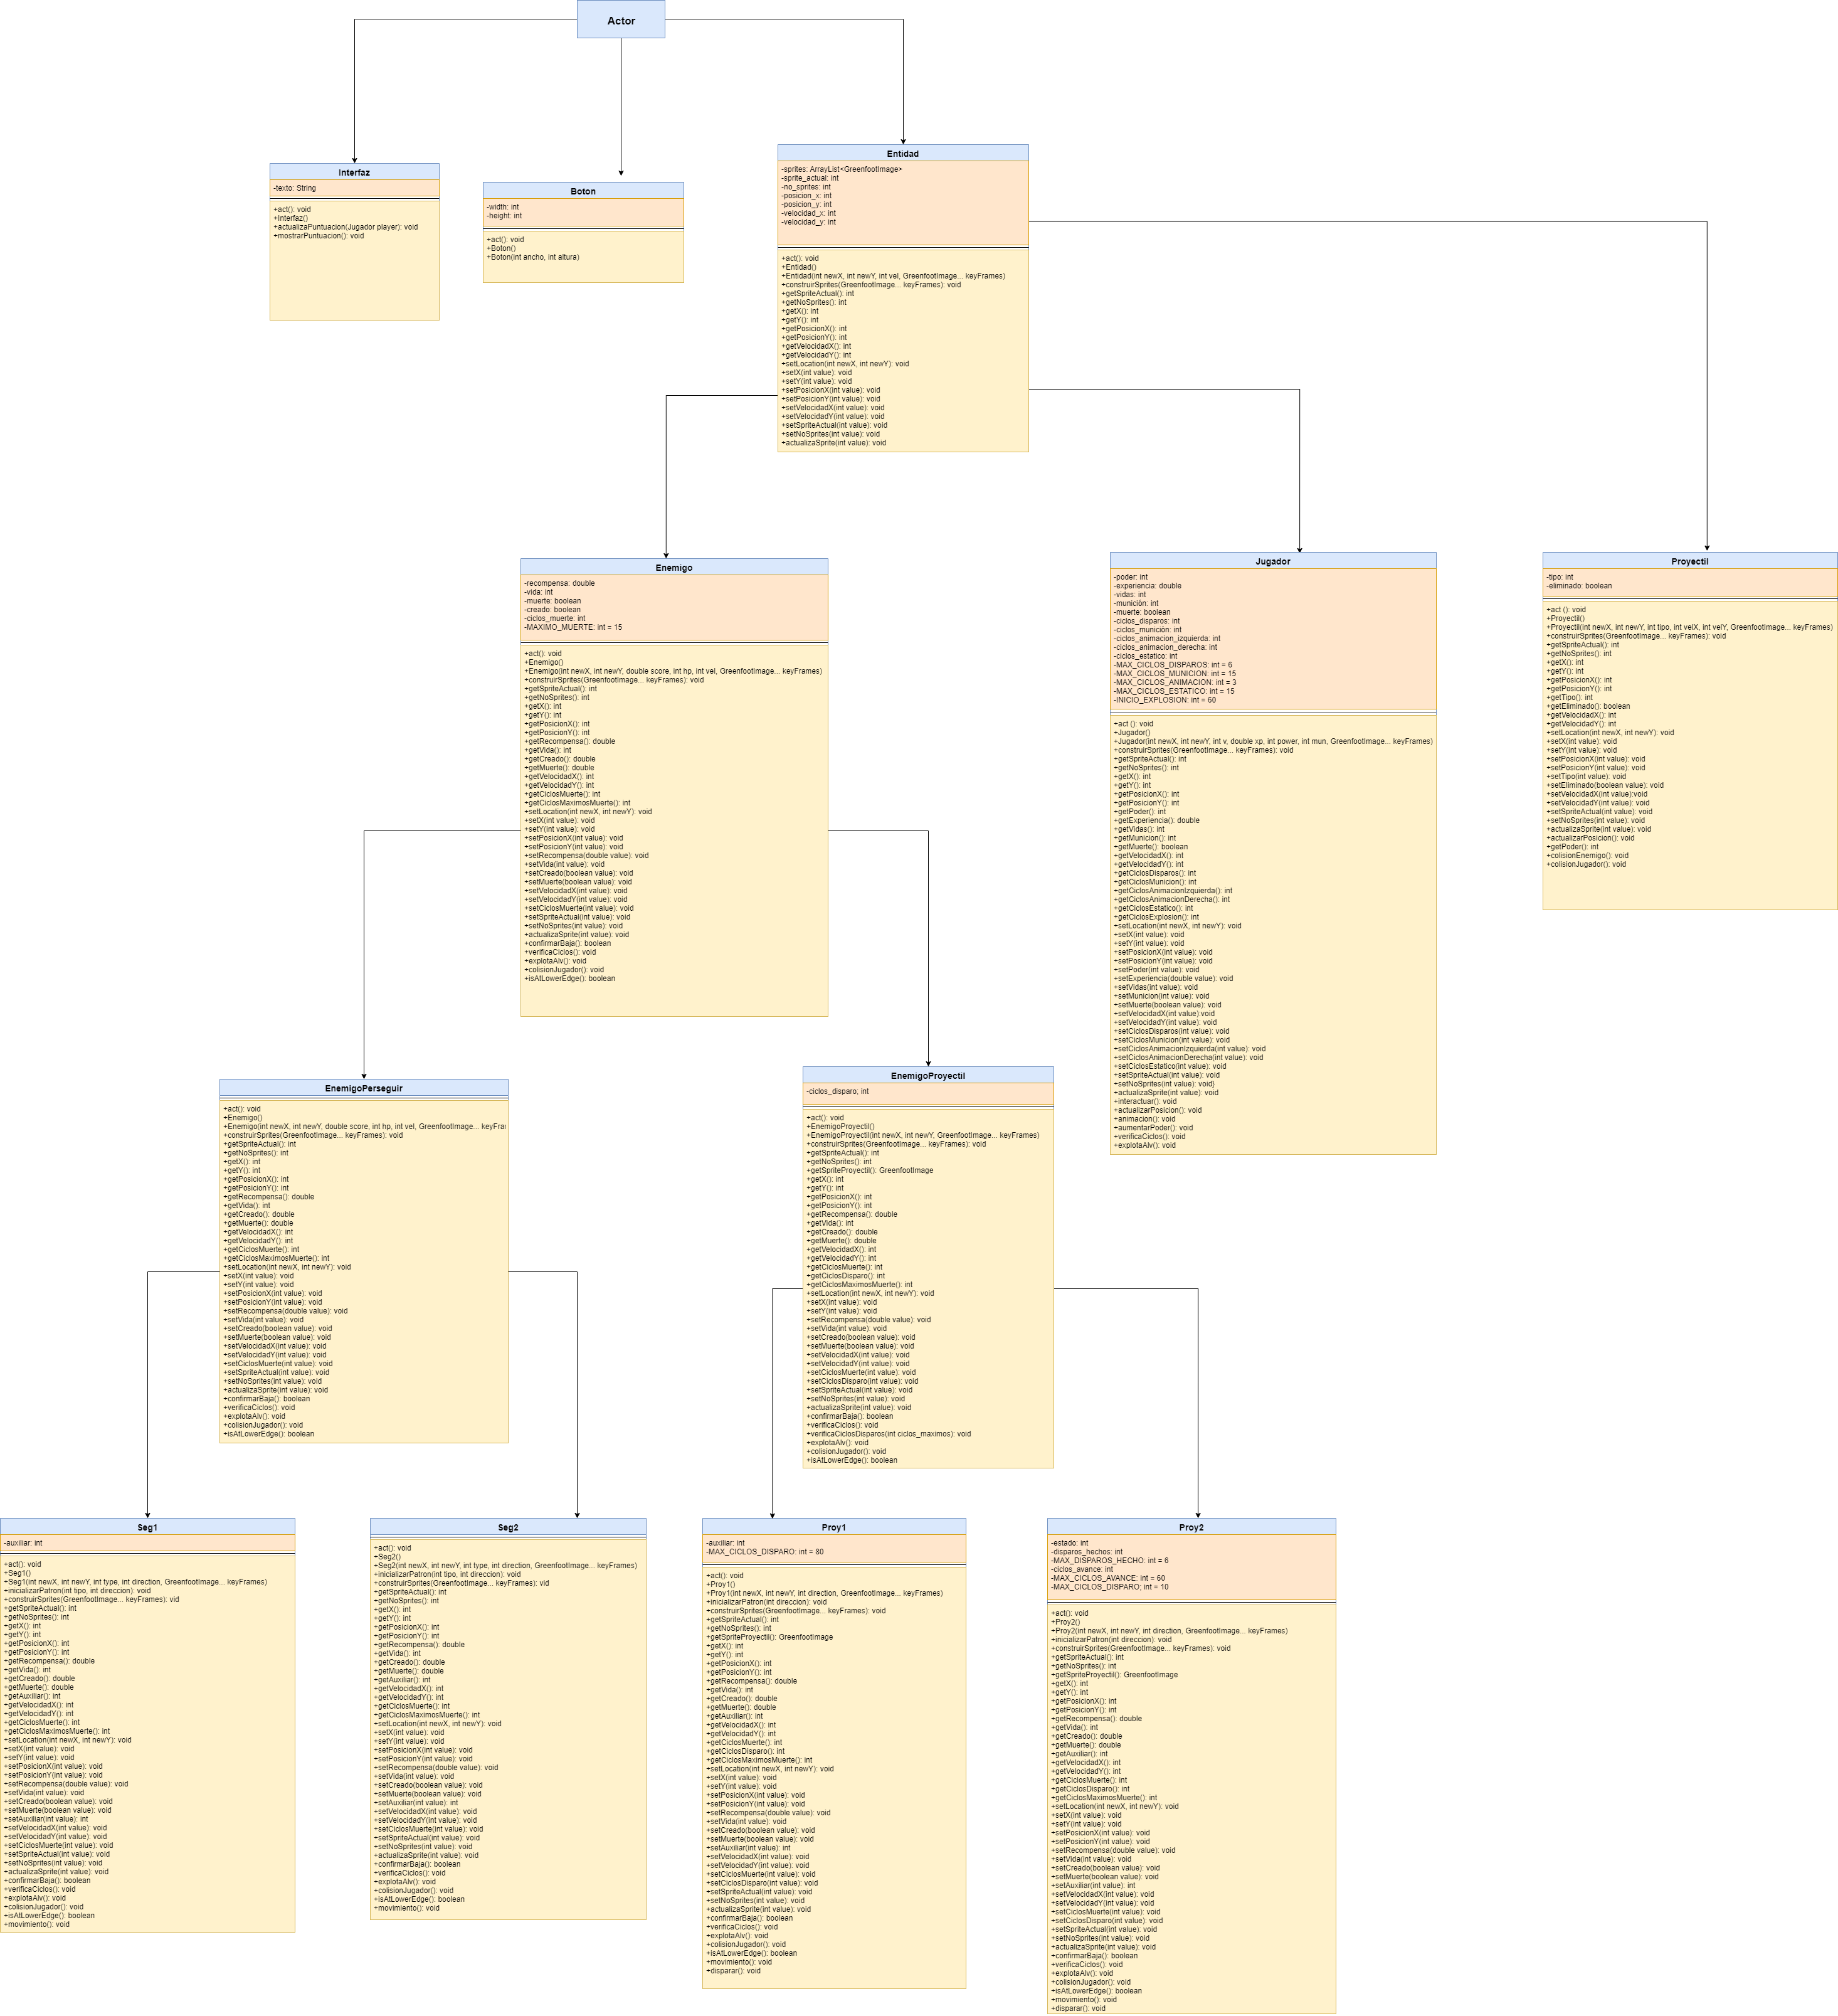 Actor
Interfaz
-texto: String
+act(): void
+Interfaz()
+actualizaPuntuacion(Jugador player): void
+mostrarPuntuacion(): void
Boton
-width: int
-height: int
+act(): void
+Boton()
+Boton(int ancho, int altura)
Entidad
-sprites: ArrayList<GreenfootImage>
-sprite_actual: int
-no_sprites: int
-posicion_x: int
-posicion_y: int
-velocidad_x: int
-velocidad_y: int
+act(): void
+Entidad()
+Entidad(int newX, int newY, int vel, GreenfootImage... keyFrames)
+construirSprites(GreenfootImage... keyFrames): void
+getSpriteActual(): int
+getNoSprites(): int
+getX(): int
+getY(): int
+getPosicionX(): int
+getPosicionY(): int
+getVelocidadX(): int
+getVelocidadY(): int
+setLocation(int newX, int newY): void
+setX(int value): void
+setY(int value): void
+setPosicionX(int value): void
+setPosicionY(int value): void
+setVelocidadX(int value): void
+setVelocidadY(int value): void
+setSpriteActual(int value): void
+setNoSprites(int value): void
+actualizaSprite(int value): void
Enemigo
-recompensa: double
-vida: int
-muerte: boolean
-creado: boolean
-ciclos_muerte: int
-MAXIMO_MUERTE: int = 15
+act(): void
+Enemigo()
+Enemigo(int newX, int newY, double score, int hp, int vel, GreenfootImage... keyFrames)
+construirSprites(GreenfootImage... keyFrames): void
+getSpriteActual(): int
+getNoSprites(): int
+getX(): int
+getY(): int
+getPosicionX(): int
+getPosicionY(): int
+getRecompensa(): double
+getVida(): int
+getCreado(): double
+getMuerte(): double
+getVelocidadX(): int
+getVelocidadY(): int
+getCiclosMuerte(): int
+getCiclosMaximosMuerte(): int
+setLocation(int newX, int newY): void
+setX(int value): void
+setY(int value): void
+setPosicionX(int value): void
+setPosicionY(int value): void
+setRecompensa(double value): void
+setVida(int value): void
+setCreado(boolean value): void
+setMuerte(boolean value): void
+setVelocidadX(int value): void
+setVelocidadY(int value): void
+setCiclosMuerte(int value): void
+setSpriteActual(int value): void
+setNoSprites(int value): void
+actualizaSprite(int value): void
+confirmarBaja(): boolean
+verificaCiclos(): void
+explotaAlv(): void
+colisionJugador(): void
+isAtLowerEdge(): boolean
Jugador
-poder: int
-experiencia: double
-vidas: int
-munición: int
-muerte: boolean
-ciclos_disparos: int
-ciclos_munición: int
-ciclos_animacion_izquierda: int
-ciclos_animacion_derecha: int
-ciclos_estatico: int
-MAX_CICLOS_DISPAROS: int = 6
-MAX_CICLOS_MUNICION: int = 15
-MAX_CICLOS_ANIMACION: int = 3
-MAX_CICLOS_ESTATICO: int = 15
-INICIO_EXPLOSION: int = 60
+act (): void
+Jugador()
+Jugador(int newX, int newY, int v, double xp, int power, int mun, GreenfootImage... keyFrames)
+construirSprites(GreenfootImage... keyFrames): void
+getSpriteActual(): int
+getNoSprites(): int
+getX(): int
+getY(): int
+getPosicionX(): int
+getPosicionY(): int
+getPoder(): int
+getExperiencia(): double
+getVidas(): int
+getMunicion(): int
+getMuerte(): boolean
+getVelocidadX(): int
+getVelocidadY(): int
+getCiclosDisparos(): int
+getCiclosMunicion(): int
+getCiclosAnimacionIzquierda(): int
+getCiclosAnimacionDerecha(): int
+getCiclosEstatico(): int
+getCiclosExplosion(): int
+setLocation(int newX, int newY): void
+setX(int value): void
+setY(int value): void
+setPosicionX(int value): void
+setPosicionY(int value): void
+setPoder(int value): void
+setExperiencia(double value): void
+setVidas(int value): void
+setMunicion(int value): void
+setMuerte(boolean value): void
+setVelocidadX(int value):void
+setVelocidadY(int value): void
+setCiclosDisparos(int value): void
+setCiclosMunicion(int value): void
+setCiclosAnimacionIzquierda(int value): void
+setCiclosAnimacionDerecha(int value): void
+setCiclosEstatico(int value): void
+setSpriteActual(int value): void
+setNoSprites(int value): void)
+actualizaSprite(int value): void
+interactuar(): void
+actualizarPosicion(): void
+animacion(): void
+aumentarPoder(): void
+verificaCiclos(): void
+explotaAlv(): void
Proyectil
-tipo: int
-eliminado: boolean
+act (): void
+Proyectil()
+Proyectil(int newX, int newY, int tipo, int velX, int velY, GreenfootImage... keyFrames)
+construirSprites(GreenfootImage... keyFrames): void
+getSpriteActual(): int
+getNoSprites(): int
+getX(): int
+getY(): int
+getPosicionX(): int
+getPosicionY(): int
+getTipo(): int
+getEliminado(): boolean
+getVelocidadX(): int
+getVelocidadY(): int
+setLocation(int newX, int newY): void
+setX(int value): void
+setY(int value): void
+setPosicionX(int value): void
+setPosicionY(int value): void
+setTipo(int value): void
+setEliminado(boolean value): void
+setVelocidadX(int value):void
+setVelocidadY(int value): void
+setSpriteActual(int value): void
+setNoSprites(int value): void
+actualizaSprite(int value): void
+actualizarPosicion(): void
+getPoder(): int
+colisionEnemigo(): void
+colisionJugador(): void
EnemigoPerseguir
+act(): void
+Enemigo()
+Enemigo(int newX, int newY, double score, int hp, int vel, GreenfootImage... keyFrar
+construirSprites(GreenfootImage... keyFrames): void
+getSpriteActual(): int
+getNoSprites(): int
+getX(): int
+getY(): int
+getPosicionX(): int
+getPosicionY(): int
+getRecompensa(): double
+getVida(): int
+getCreado(): double
+getMuerte(): double
+getVelocidadX(): int
+getVelocidadY(): int
+getCiclosMuerte(): int
+getCiclosMaximosMuerte(): int
+setLocation(int newX, int newY): void
+setX(int value): void
+setY(int value): void
+setPosicionX(int value): void
+setPosicionY(int value): void
+setRecompensa(double value): void
+setVida(int value): void
+setCreado(boolean value): void
+setMuerte(boolean value): void
+setVelocidadX(int value): void
+setVelocidadY(int value): void
+setCiclosMuerte(int value): void
+setSpriteActual(int value): void
+setNoSprites(int value): void
+actualizaSprite(int value): void
+confirmarBaja(): boolean
+verificaCiclos(): void
+explotaAlv(): void
+colisionJugador(): void
+isAtLowerEdge(): boolean
EnemigoProyectil
-ciclos_disparo; int
+act(): void
+EnemigoProyectil()
+EnemigoProyectil(int newX, int newY, GreenfootImage... keyFrames)
+construirSprites(GreenfootImage... keyFrames): void
+getSpriteActual(): int
+getNoSprites(): int
+getSpriteProyectil(): GreenfootImage
+getX(): int
+getY(): int
+getPosicionX(): int
+getPosicionY(): int
+getRecompensa(): double
+getVida(): int
+getCreado(): double
+getMuerte(): double
+getVelocidadX(): int
+getVelocidadY(): int
+getCiclosMuerte(): int
+getCiclosDisparo(): int
+getCiclosMaximosMuerte(): int
+setLocation(int newX, int newY): void
+setX(int value): void
+setY(int value): void
+setRecompensa(double value): void
+setVida(int value): void
+setCreado(boolean value): void
+setMuerte(boolean value): void
+setVelocidadX(int value): void
+setVelocidadY(int value): void
+setCiclosMuerte(int value): void
+setCiclosDisparo(int value): void
+setSpriteActual(int value): void
+setNoSprites(int value): void
+actualizaSprite(int value): void
+confirmarBaja(): boolean
+verificaCiclos(): void
+verificaCiclosDisparos(int ciclos_maximos): void
+explotaAlv(): void
+colisionJugador(): void
+isAtLowerEdge(): boolean
Seg1
-auxiliar: int
+act(): void
+Seg1()
+Seg1(int newX, int newY, int type, int direction, GreenfootImage... keyFrames)
+inicializarPatron(int tipo, int direccion): void
+construirSprites(GreenfootImage... keyFrames): vid
+getSpriteActual(): int
+getNoSprites(): int
+getX(): int
+getY(): int
+getPosicionX(): int
+getPosicionY(): int
+getRecompensa(): double
+getVida(): int
+getCreado(): double
+getMuerte(): double
+getAuxiliar(): int
+getVelocidadX(): int
+getVelocidadY(): int
+getCiclosMuerte(): int
+getCiclosMaximosMuerte(): int
+setLocation(int newX, int newY): void
+setX(int value): void
+setY(int value): void
+setPosicionX(int value): void
+setPosicionY(int value): void
+setRecompensa(double value): void
+setVida(int value): void
+setCreado(boolean value): void
+setMuerte(boolean value): void
+setAuxiliar(int value): int
+setVelocidadX(int value): void
+setVelocidadY(int value): void
+setCiclosMuerte(int value): void
+setSpriteActual(int value): void
+setNoSprites(int value): void
+actualizaSprite(int value): void
+confirmarBaja(): boolean
+verificaCiclos(): void
+explotaAlv(): void
+colisionJugador(): void
+isAtLowerEdge(): boolean
+movimiento(): void
Seg2
+act(): void
+Seg2()
+Seg2(int newX, int newY, int type, int direction, GreenfootImage... keyFrames)
+inicializarPatron(int tipo, int direccion): void
+construirSprites(GreenfootImage... keyFrames): vid
+getSpriteActual(): int
+getNoSprites(): int
+getX(): int
+getY(): int
+getPosicionX(): int
+getPosicionY(): int
+getRecompensa(): double
+getVida(): int
+getCreado(): double
+getMuerte(): double
+getAuxiliar(): int
+getVelocidadX(): int
+getVelocidadY(): int
+getCiclosMuerte(): int
+getCiclosMaximosMuerte(): int
+setLocation(int newX, int newY): void
+setX(int value): void
+setY(int value): void
+setPosicionX(int value): void
+setPosicionY(int value): void
+setRecompensa(double value): void
+setVida(int value): void
+setCreado(boolean value): void
+setMuerte(boolean value): void
+setAuxiliar(int value): int
+setVelocidadX(int value): void
+setVelocidadY(int value): void
+setCiclosMuerte(int value): void
+setSpriteActual(int value): void
+setNoSprites(int value): void
+actualizaSprite(int value): void
+confirmarBaja(): boolean
+verificaCiclos(): void
+explotaAlv(): void
+colisionJugador(): void
+isAtLowerEdge(): boolean
+movimiento(): void
Proy1
-auxiliar: int
-MAX_CICLOS_DISPARO: int = 80
+act(): void
+Proy1()
+Proy1(int newX, int newY, int direction, GreenfootImage... keyFrames)
+inicializarPatron(int direccion): void
+construirSprites(GreenfootImage... keyFrames): void
+getSpriteActual(): int
+getNoSprites(): int
+getSpriteProyectil(): GreenfootImage
+getX(): int
+getY(): int
+getPosicionX(): int
+getPosicionY(): int
+getRecompensa(): double
+getVida(): int
+getCreado(): double
+getMuerte(): double
+getAuxiliar(): int
+getVelocidadX(): int
+getVelocidadY(): int
+getCiclosMuerte(): int
+getCiclosDisparo(): int
+getCiclosMaximosMuerte(): int
+setLocation(int newX, int newY): void
+setX(int value): void
+setY(int value): void
+setPosicionX(int value): void
+setPosicionY(int value): void
+setRecompensa(double value): void
+setVida(int value): void
+setCreado(boolean value): void
+setMuerte(boolean value): void
+setAuxiliar(int value): int
+setVelocidadX(int value): void
+setVelocidadY(int value): void
+setCiclosMuerte(int value): void
+setCiclosDisparo(int value): void
+setSpriteActual(int value): void
+setNoSprites(int value): void
+actualizaSprite(int value): void
+confirmarBaja(): boolean
+verificaCiclos(): void
+explotaAlv(): void
+colisionJugador(): void
+isAtLowerEdge(): boolean
+movimiento(): void
+disparar(): void
Proy2
-estado: int
-disparos_hechos: int
-MAX_DISPAROS_HECHO: int = 6
-ciclos_avance: int
-MAX_CICLOS_AVANCE: int = 60
-MAX_CICLOS_DISPARO; int = 10
+act(): void
+Proy2()
+Proy2(int newX, int newY, int direction, GreenfootImage... keyFrames)
+inicializarPatron(int direccion): void
+construirSprites(GreenfootImage... keyFrames): void
+getSpriteActual(): int
+getNoSprites(): int
+getSpriteProyectil(): GreenfootImage
+getX(): int
+getY(): int
+getPosicionX(): int
+getPosicionY(): int
+getRecompensa(): double
+getVida(): int
+getCreado(): double
+getMuerte(): double
+getAuxiliar(): int
+getVelocidadX(): int
+getVelocidadY(): int
+getCiclosMuerte(): int
+getCiclosDisparo(): int
+getCiclosMaximosMuerte(): int
+setLocation(int newX, int newY): void
+setX(int value): void
+setY(int value): void
+setPosicionX(int value): void
+setPosicionY(int value): void
+setRecompensa(double value): void
+setVida(int value): void
+setCreado(boolean value): void
+setMuerte(boolean value): void
+setAuxiliar(int value): int
+setVelocidadX(int value): void
+setVelocidadY(int value): void
+setCiclosMuerte(int value): void
+setCiclosDisparo(int value): void
+setSpriteActual(int value): void
+setNoSprites(int value): void
+actualizaSprite(int value): void
+confirmarBaja(): boolean
+verificaCiclos(): void
+explotaAlv(): void
+colisionJugador(): void
+isAtLowerEdge(): boolean
+movimiento(): void
+disparar(): void